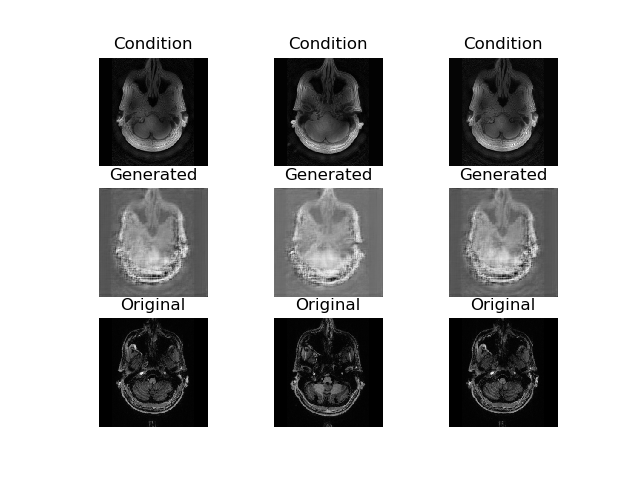 Condition Condition Condition
Generated Generated Generated
Original Original Original